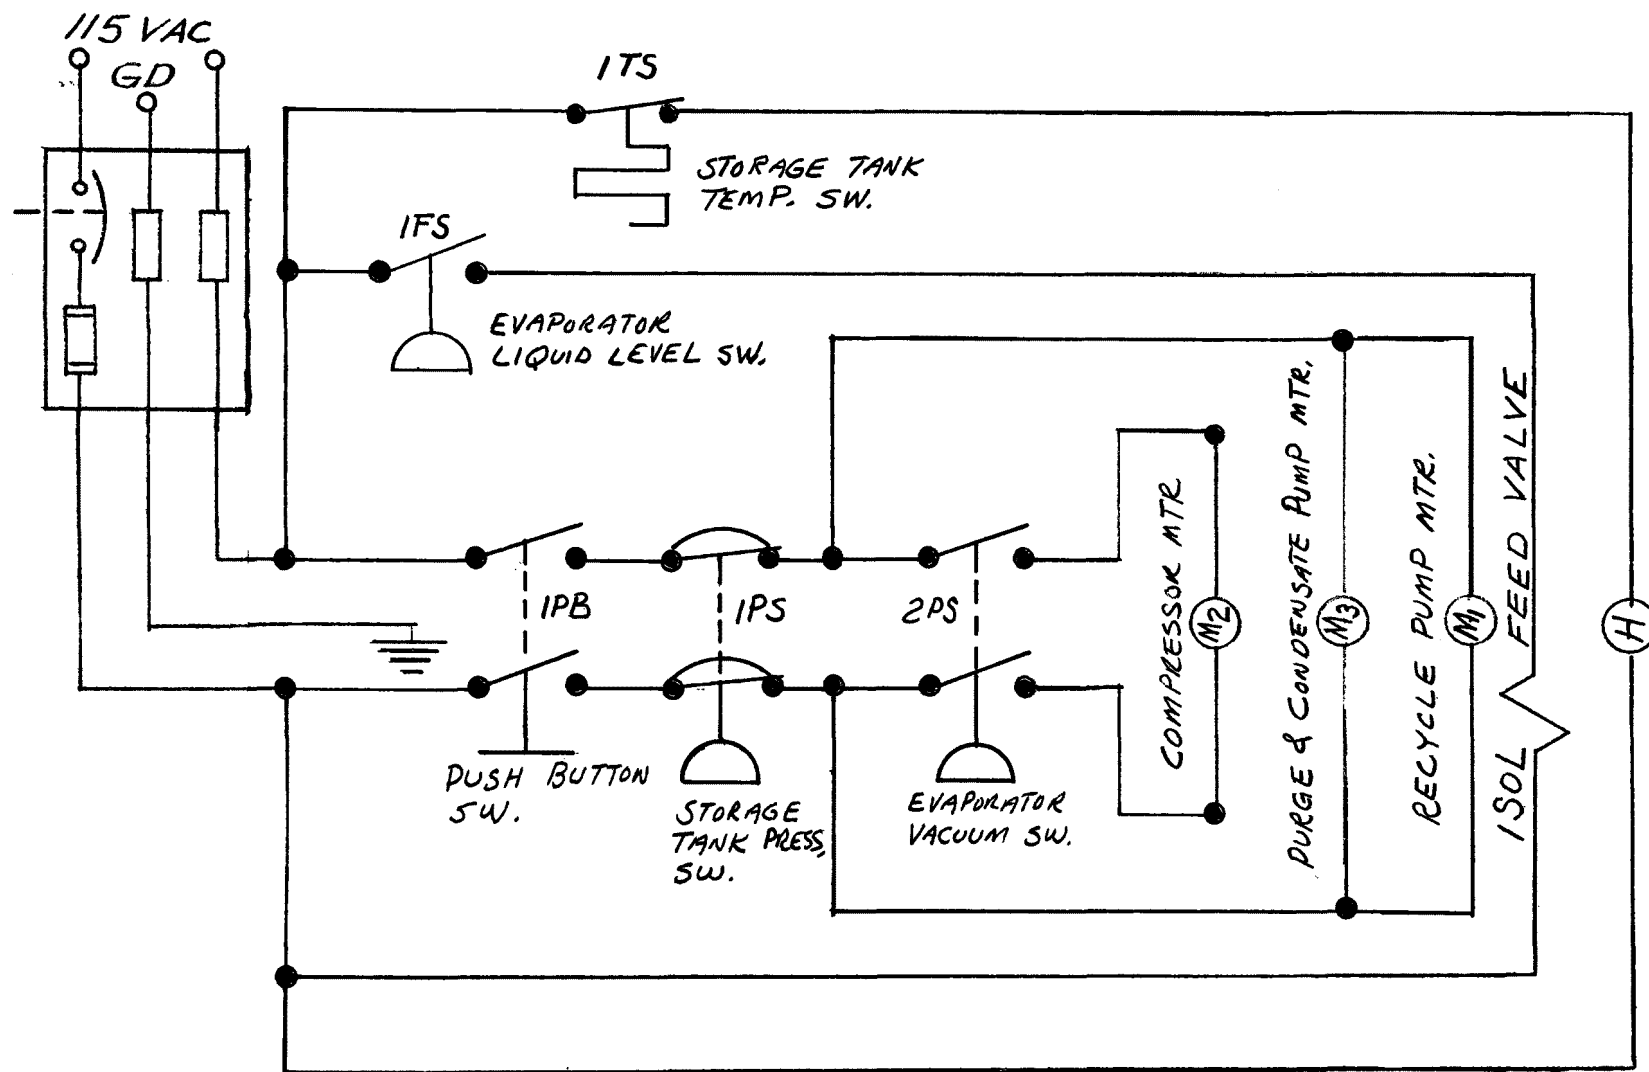 115 VAC
GD
1TS
STORAGE TANK
TEMP. SW.
1FS
EVAPORATOR
LIQUID LEVEL SW.
1PB
1PS
2PS
PUSH BUTTON
SW.
STORAGE
TANK PRESS,
SW.
EVAPORATOR
VACUUM SW.
COMPRESSOR MTR
M2
PURGE & CONDENSATE PUMP MTR.
M3
RECYCLE PUMP MTR.
M1
1SOL FEED VALVE
H